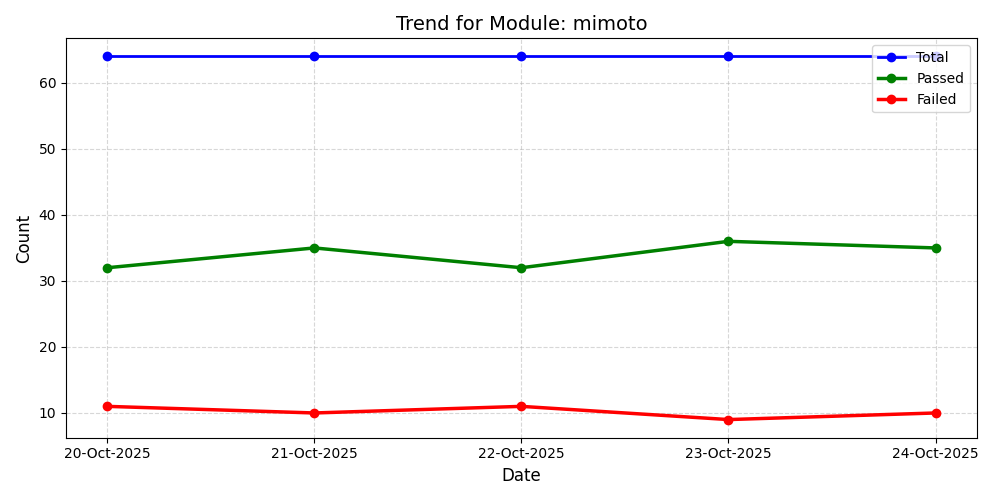 Trend for Module: mimoto
Total
Passed
Failed
60
50
40
30
20
10
Count
20-Oct-2025 21-Oct-2025 22-Oct-2025 23-Oct-2025 24-Oct-2025
Date